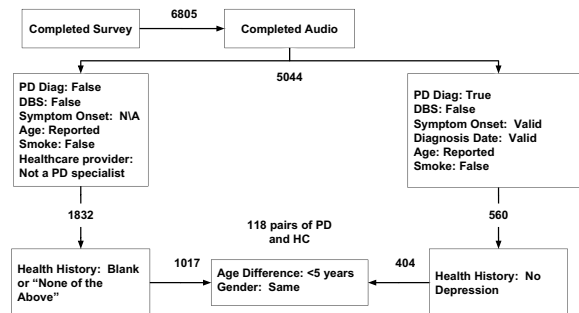 6805
Completed Survey
Completed Audio
5044
PD Diag: False
DBS: False
Symptom Onset: N\A
Age: Reported
Smoke: False
Healthcare provider:
Not a PD specialist
PD Diag: True
DBS: False
Symptom Onset: Valid
Diagnosis Date: Valid
Age: Reported
Smoke: False
1832
118 pairs of PD
and HC
560
Health History: Blank
or “None of the
Above”
1017
Age Difference: <5 years
Gender: Same
404
Health History: No
Depression